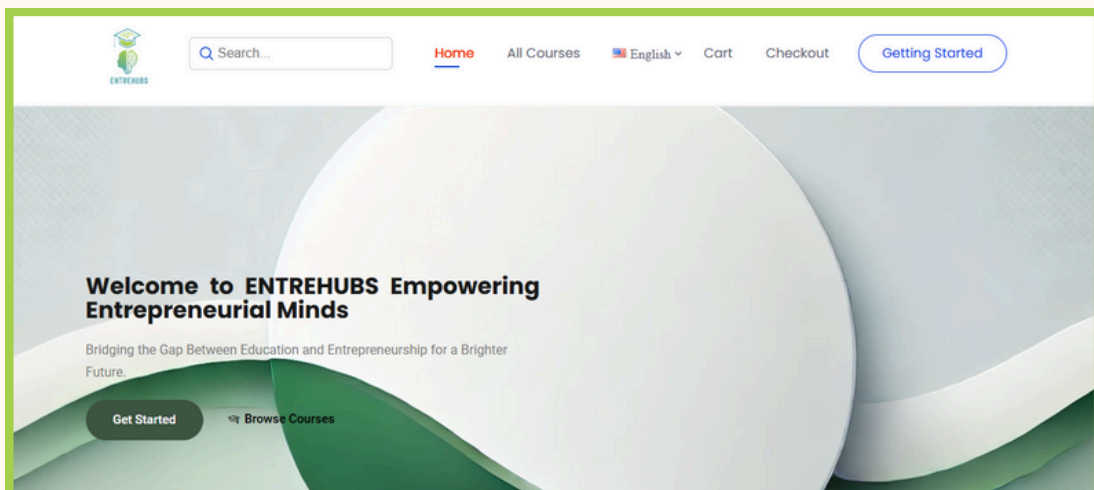 ENTREHUBS
Search...
Home
All Courses
English
Cart
Checkout
Getting Started
Welcome to ENTREHUBS Empowering
Entrepreneurial Minds
Bridging the Gap Between Education and Entrepreneurship for a Brighter
Future.
Get Started
Browse Courses